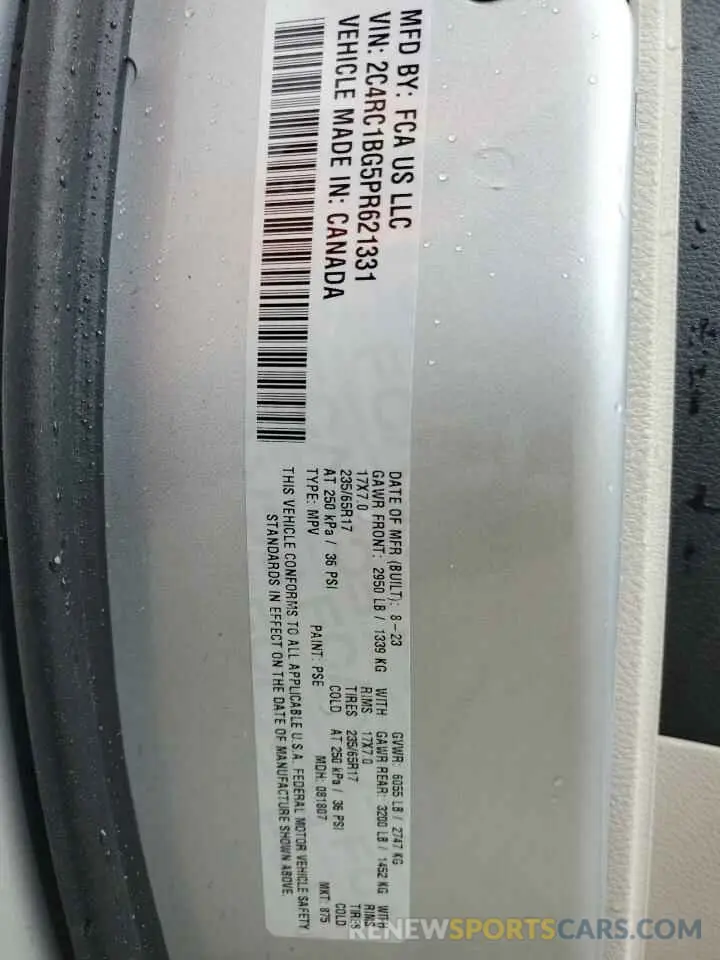 MFD BY: FCA US LLC
VIN: 2C4RC1BG5PR621331
VEHICLE MADE IN: CANADA
DATE OF MFR (BUILT): 8-23 GVWR: 6055 LB / 2747 KG
GAWR FRONT: 2950 LB / 1339 KG WITH GAWR REAR: 3200 LB / 1452 KG WITH
17X7.0 RIMS 17X7.0 RIMS
235/65R17 TIRES 235/65R17 TIRES
AT 250 kPa / 36 PSI COLD AT 250 kPa / 36 PSI COLD
TYPE: MPV PAINT: PSE MDH: 081807 MKT: 875
THIS VEHICLE CONFORMS TO ALL APPLICABLE U.S.A. FEDERAL MOTOR VEHICLE SAFETY
STANDARDS IN EFFECT ON THE DATE OF MANUFACTURE SHOWN ABOVE.
RENEWSPORTSCARS.COM